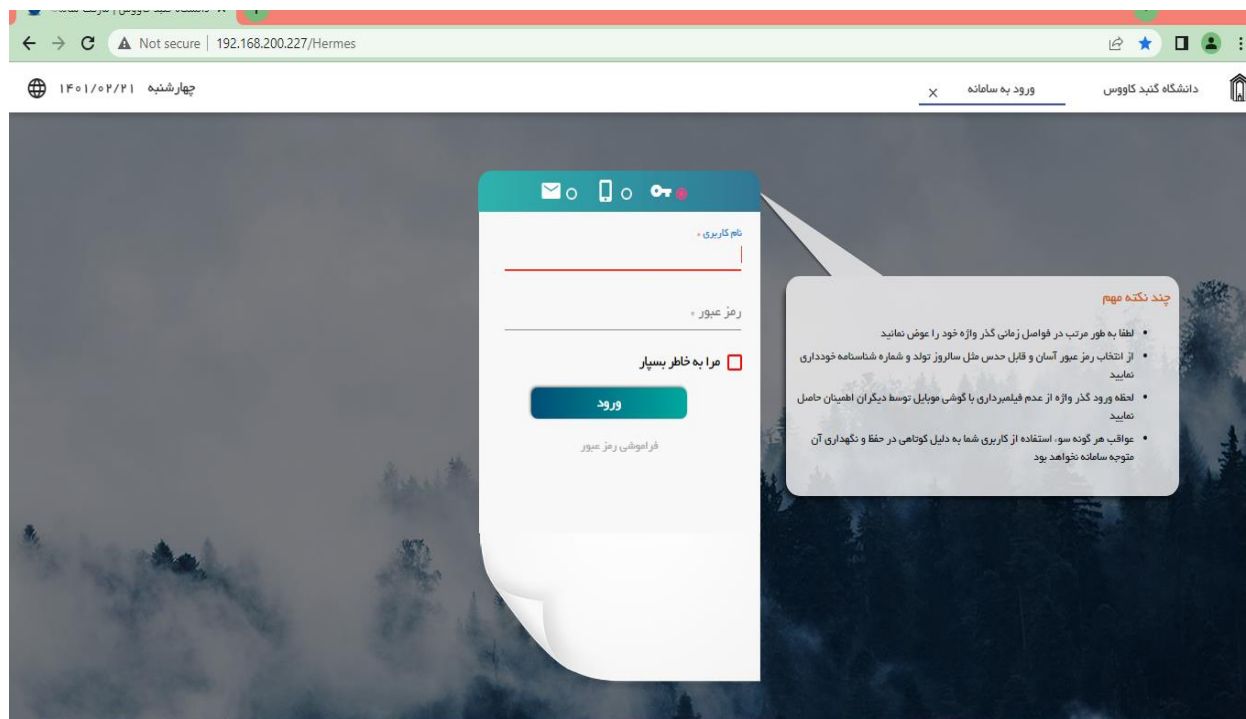 Not secure | 192.168.200.227/Hermes
دانشگاه گنبد کاووس
ورود به سامانه
چهارشنبه ۱۴۰۱/۰۲/۲۱
نام کاربری *
رمز عبور *
مرا به خاطر بسپار
ورود
فراموشی رمز عبور
چند نکته مهم
• لطفا به طور مرتب در فواصل زمانی گذر واژه خود را عوض نمائید
• از انتخاب رمز عبور آسان و قابل حدس مثل سالروز تولد و شماره شناسنامه خودداری
نمایید
• لحظه ورود گذر واژه از عدم فیلمبرداری با گوشی موبایل توسط دیگران اطمینان حاصل
نمایید
• عواقب هر گونه سوء استفاده از کاربری شما به دلیل کوتاهی در حفظ و نگهداری آن
متوجه سامانه نخواهد بود